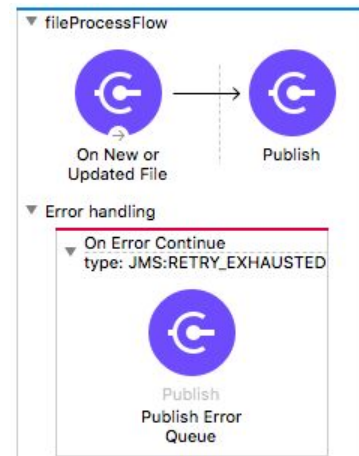 fileProcessFlow
On New or
Updated File
Publish
Error handling
On Error Continue
type: JMS:RETRY_EXHAUSTED
Publish
Publish Error
Queue